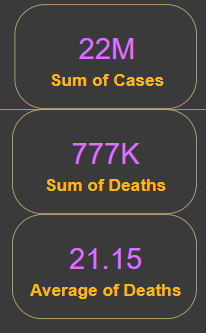 22M
Sum of Cases
777K
Sum of Deaths
21.15
Average of Deaths